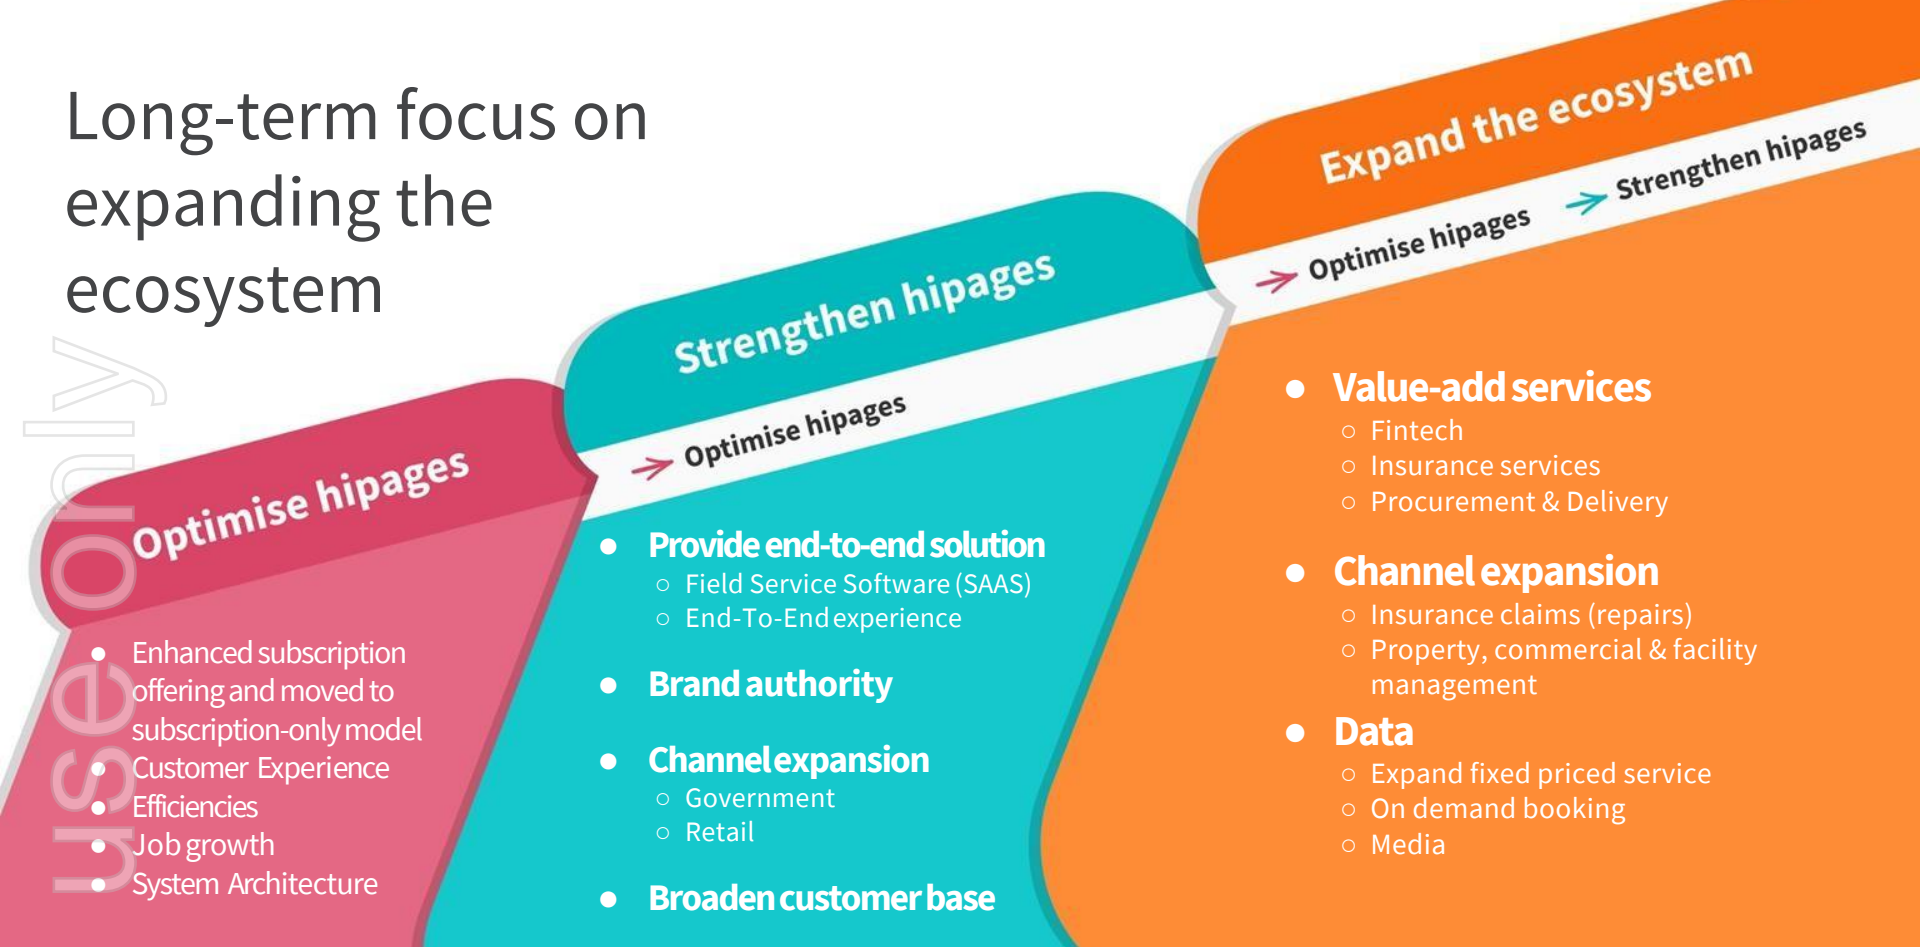 Long-term focus on
expanding the
ecosystem
use only
Optimise hipages
● Enhanced subscription
offering and moved to
subscription-only model
● Customer Experience
● Efficiencies
● Job growth
● System Architecture
Strengthen hipages
Optimise hipages
● Provide end-to-end solution
○ Field Service Software (SAAS)
○ End-To-End experience
● Brand authority
● Channel expansion
○ Government
○ Retail
● Broaden customer base
Expand the ecosystem
Optimise hipages
Strengthen hipages
● Value-add services
○ Fintech
○ Insurance services
○ Procurement & Delivery
● Channel expansion
○ Insurance claims (repairs)
○ Property, commercial & facility
management
● Data
○ Expand fixed priced service
○ On demand booking
○ Media